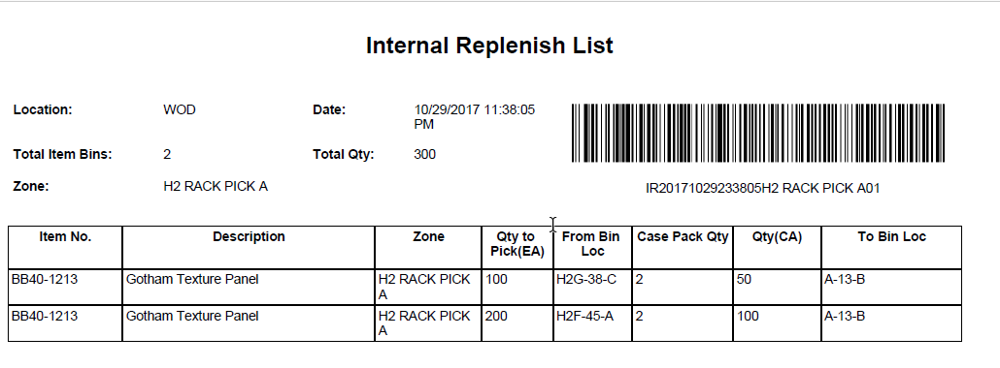 Internal Replenish List
Location: WOD Date: 10/29/2017 11:38:05
PM
Total Item Bins: 2 Total Qty: 300
Zone: H2 RACK PICK A IR20171029233805H2 RACK PICK A01
Item No. Description Zone Qty to From Bin Case Pack Qty Qty(CA) To Bin Loc
Pick(EA) Loc
BB40-1213 Gotham Texture Panel H2 RACK PICK 100 H2G-38-C 2 50 A-13-B
A
BB40-1213 Gotham Texture Panel H2 RACK PICK 200 H2F-45-A 2 100 A-13-B
A